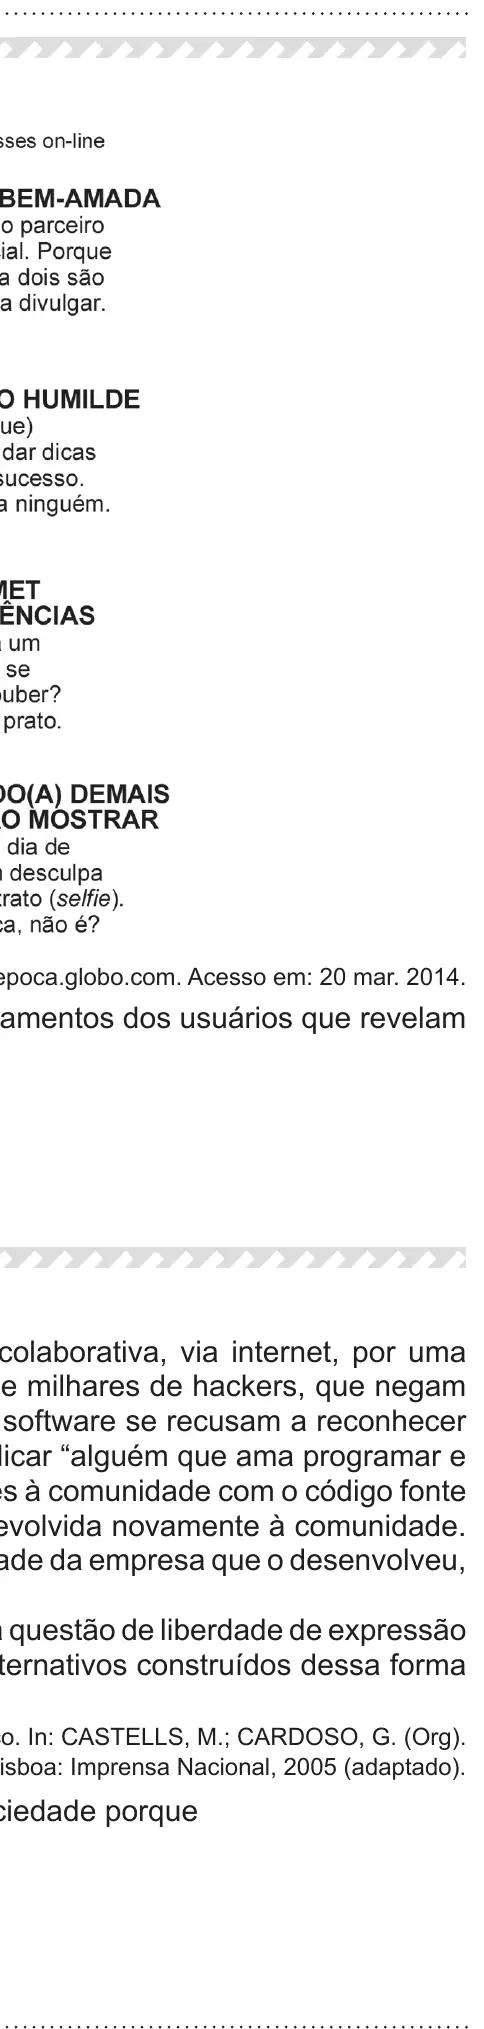 sses on-line
BEM-AMADA
o parceiro
ial. Porque
a dois são
a divulgar.
O HUMILDE
ue)
dar dicas
sucesso.
a ninguém.
MET
ÊNCIAS
a um
se
ouber?
prato.
DO(A) DEMAIS
ÃO MOSTRAR
dia de
m desculpa
trato (selfie).
ca, não é?
epoca.globo.com. Acesso em: 20 mar. 2014.
amentos dos usuários que revelam
colaborativa, via internet, por uma
e milhares de hackers, que negam
software se recusam a reconhecer
dicar “alguém que ama programar e
es à comunidade com o código fonte
evolvida novamente à comunidade.
ade da empresa que o desenvolveu,
a questão de liberdade de expressão
ternativos construídos dessa forma
co. In: CASTELLS, M.; CARDOSO, G. (Org).
isboa: Imprensa Nacional, 2005 (adaptado).
ciedade porque